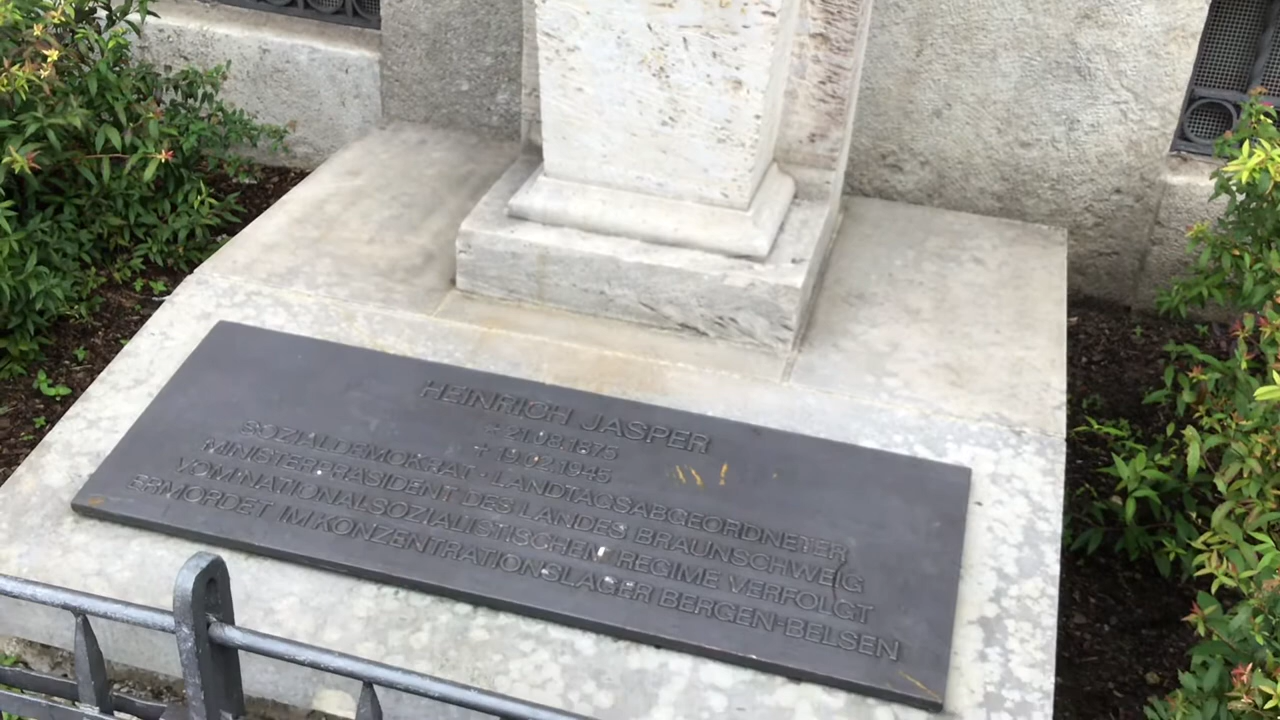 HEINRICH JASPER
* 21.08.1875
+ 19.02.1945
SOZIALDEMOKRAT · LANDTAGSABGEORDNETER
MINISTERPRÄSIDENT DES LANDES BRAUNSCHWEIG
VOM NATIONALSOZIALISTISCHEN REGIME VERFOLGT
ERMORDET IM KONZENTRATIONSLAGER BERGEN-BELSEN